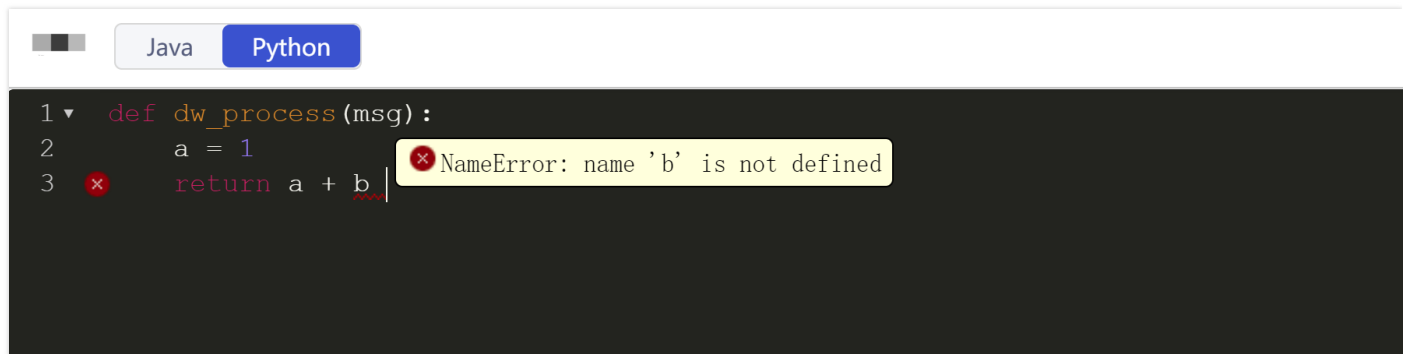 Java Python
1 def dw_process(msg):
2 a = 1
NameError: name 'b' is not defined
3 return a + b